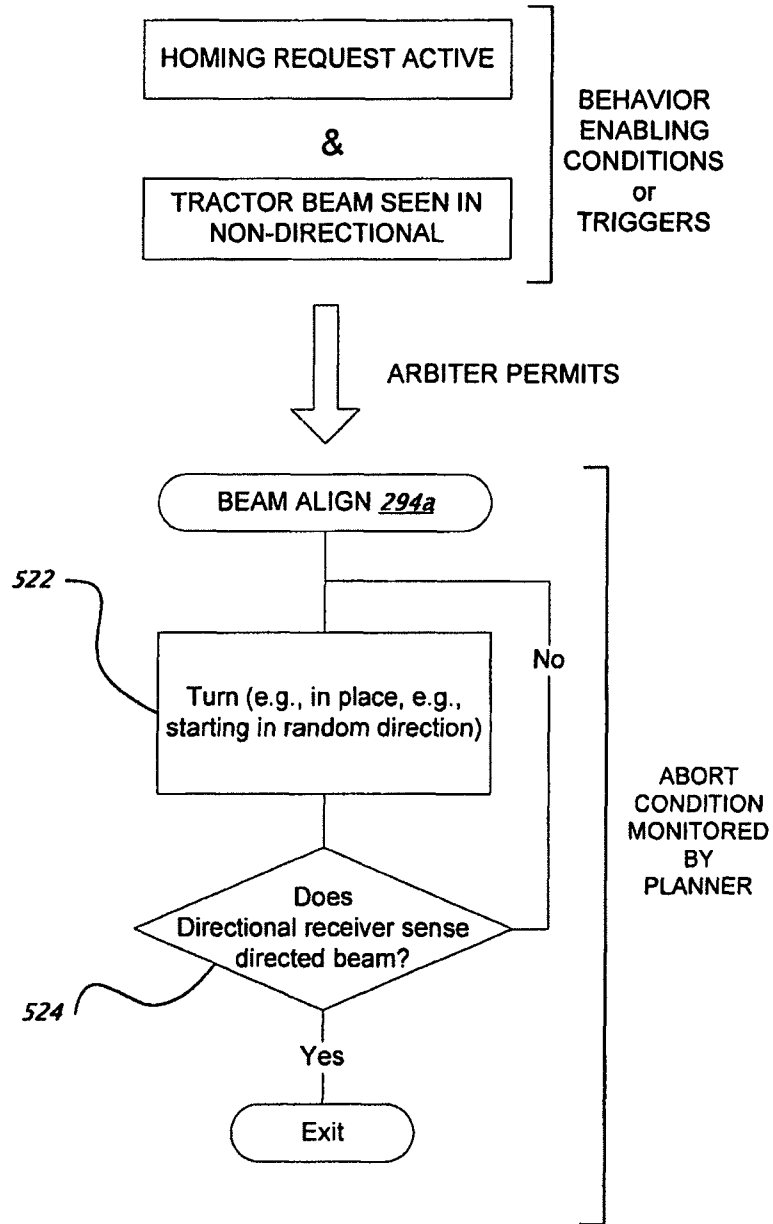 HOMING REQUEST ACTIVE
&
TRACTOR BEAM SEEN IN
NON-DIRECTIONAL
BEHAVIOR
ENABLING
CONDITIONS
or
TRIGGERS
ARBITER PERMITS
BEAM ALIGN 294a
522
Turn (e.g., in place, e.g.,
starting in random direction)
No
Does
Directional receiver sense
directed beam?
524
Yes
Exit
ABORT
CONDITION
MONITORED
BY
PLANNER